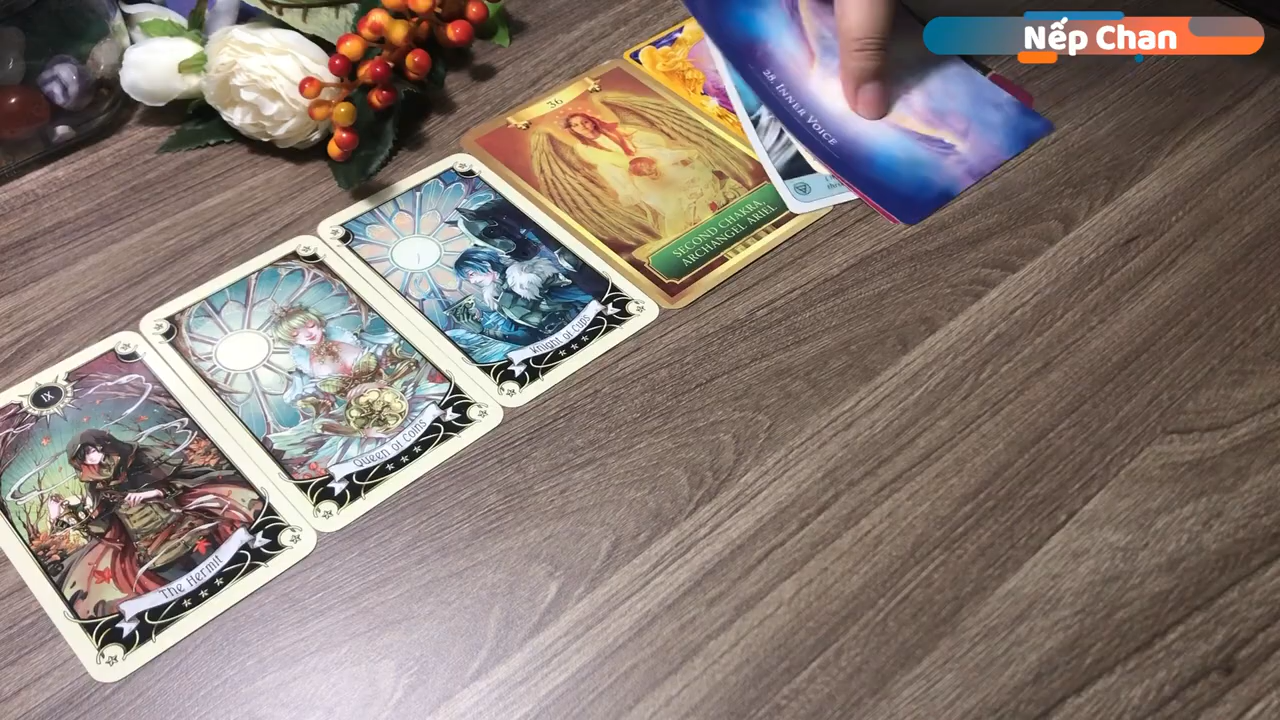 Nếp Chan
28. INNER VOICE
36
SECOND CHAKRA,
ARCHANGEL ARIEL
Knight of Cups
Queen of Coins
IX
The Hermit